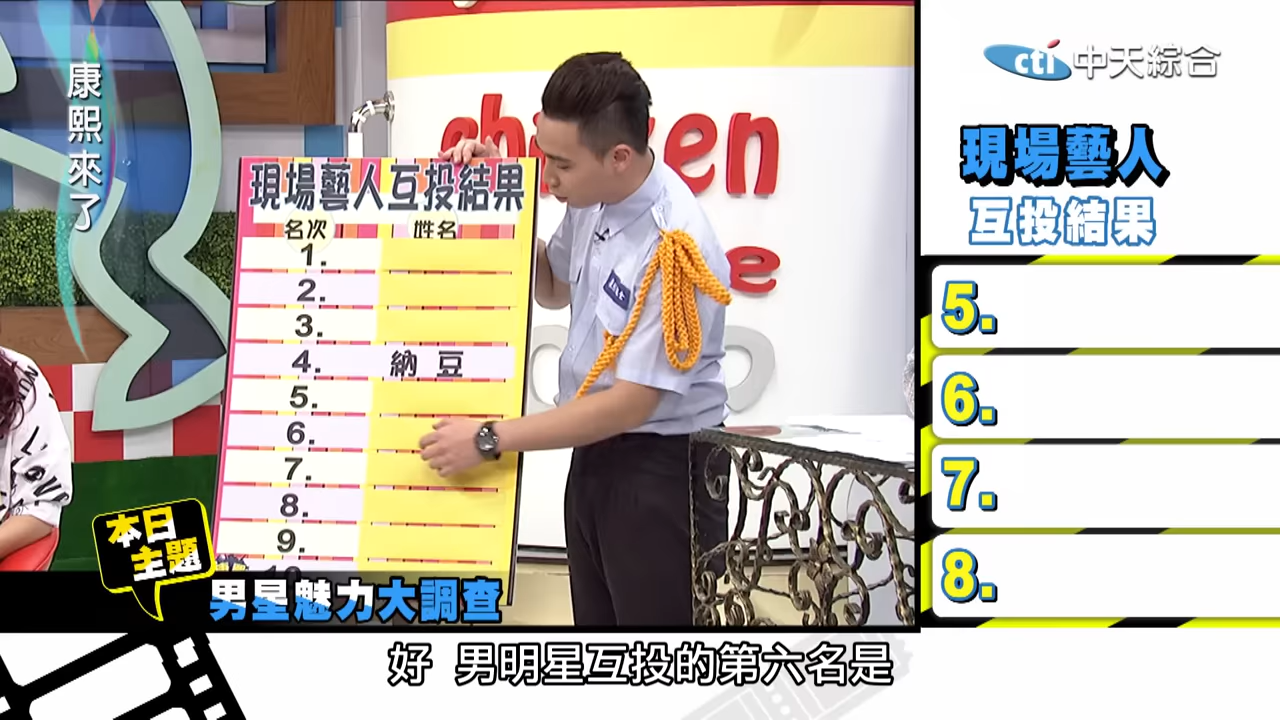 康熙來了
cti 中天綜合
現場藝人
互投結果
5.
6.
7.
8.
現場藝人互投結果
名次 姓名
1.
2.
3.
4. 納豆
5.
6.
7.
8.
9.
10.
本日
主題
男星魅力大調查
好 男明星互投的第六名是